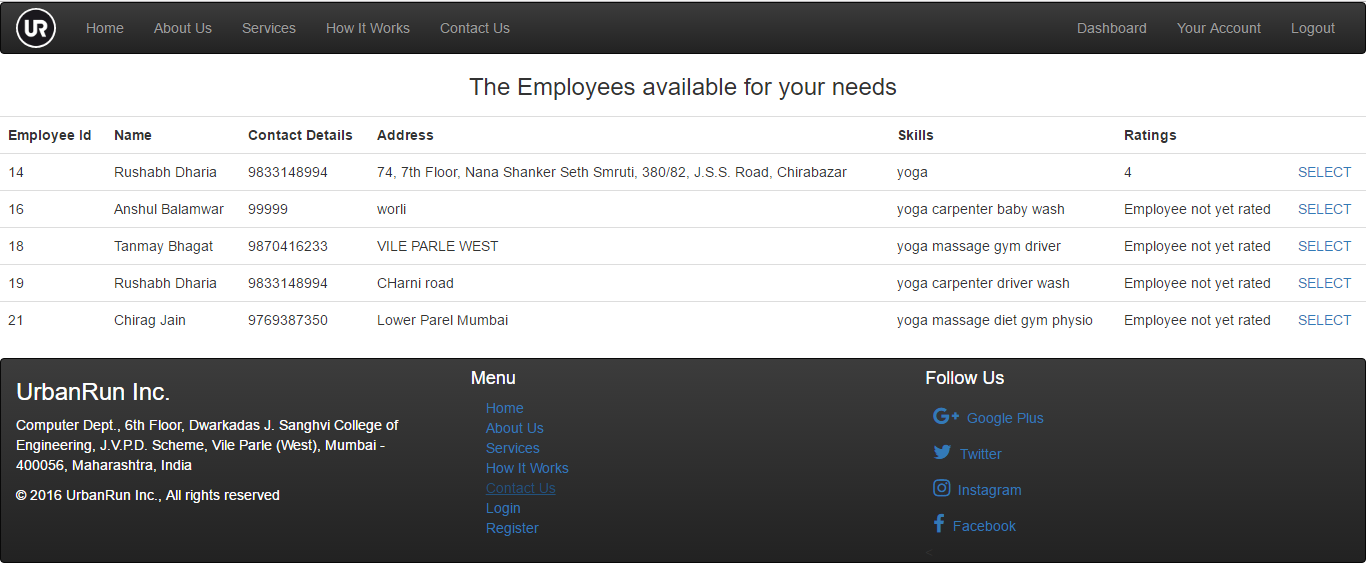 UR Home About Us Services How It Works Contact Us Dashboard Your Account Logout
The Employees available for your needs
Employee Id Name Contact Details Address Skills Ratings
14 Rushabh Dharia 9833148994 74, 7th Floor, Nana Shanker Seth Smruti, 380/82, J.S.S. Road, Chirabazar yoga 4 SELECT
16 Anshul Balamwar 99999 worli yoga carpenter baby wash Employee not yet rated SELECT
18 Tanmay Bhagat 9870416233 VILE PARLE WEST yoga massage gym driver Employee not yet rated SELECT
19 Rushabh Dharia 9833148994 CHarni road yoga carpenter driver wash Employee not yet rated SELECT
21 Chirag Jain 9769387350 Lower Parel Mumbai yoga massage diet gym physio Employee not yet rated SELECT
UrbanRun Inc.
Computer Dept., 6th Floor, Dwarkadas J. Sanghvi College of
Engineering, J.V.P.D. Scheme, Vile Parle (West), Mumbai -
400056, Maharashtra, India
© 2016 UrbanRun Inc., All rights reserved
Menu
Home
About Us
Services
How It Works
Contact Us
Login
Register
Follow Us
G+ Google Plus
Twitter
Instagram
f Facebook
<